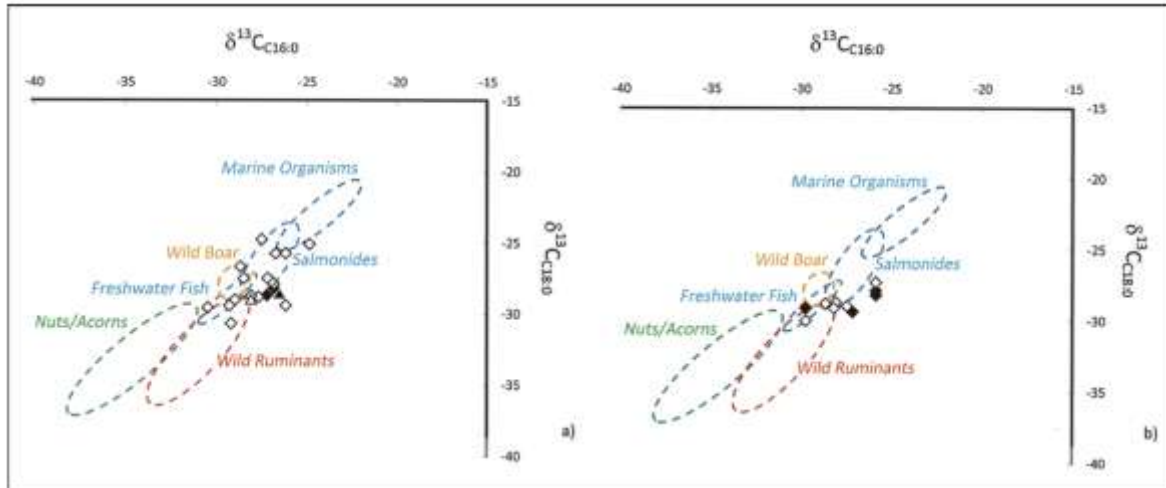 δ13CC16:0
-40 -35 -30 -25 -20 -15
-15
-20
-25
-30
-35
-40
δ13CC18:0
Marine Organisms
Wild Boar
Salmonides
Freshwater Fish
Nuts/Acorns
Wild Ruminants
a)
δ13CC16:0
-40 -35 -30 -25 -20 -15
-15
-20
-25
-30
-35
-40
δ13CC18:0
Marine Organisms
Wild Boar
Salmonides
Freshwater Fish
Nuts/Acorns
Wild Ruminants
b)